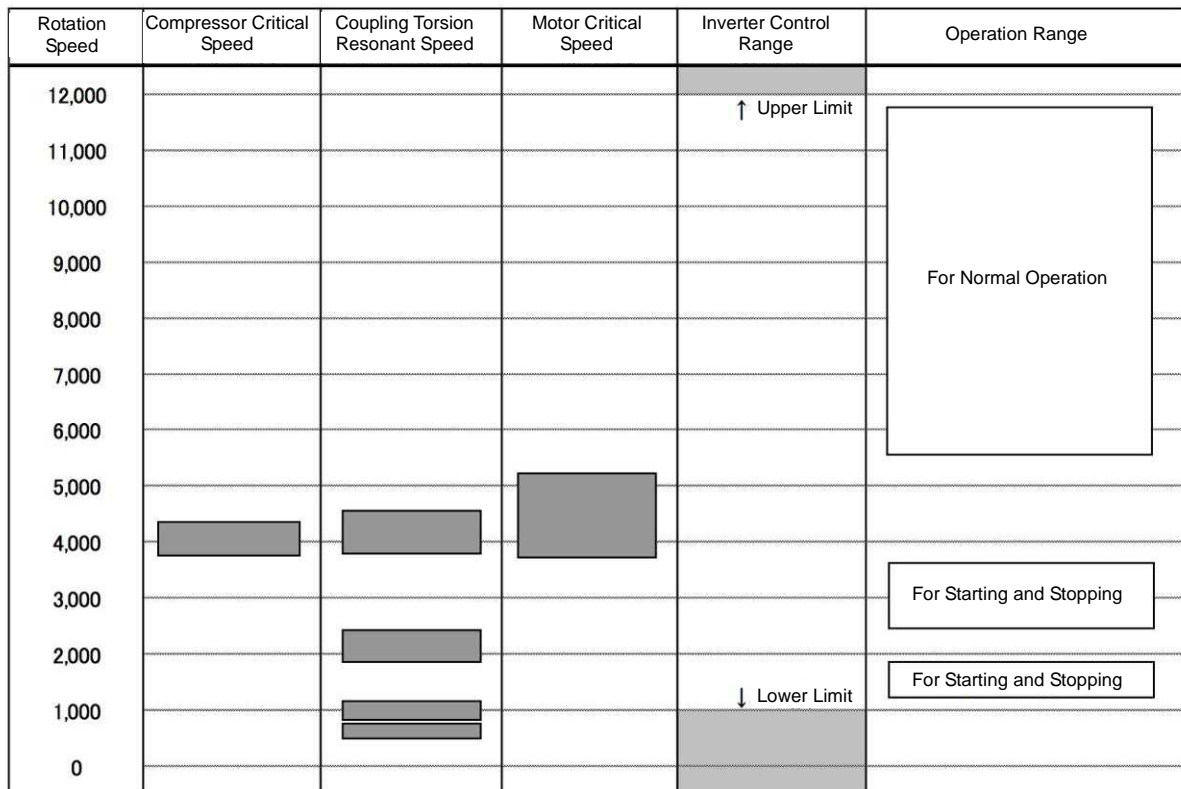 Rotation
Speed
Compressor Critical
Speed
Coupling Torsion
Resonant Speed
Motor Critical
Speed
Inverter Control
Range
Operation Range
12,000
↑ Upper Limit
11,000
10,000
9,000
For Normal Operation
8,000
7,000
6,000
5,000
4,000
3,000
For Starting and Stopping
2,000
For Starting and Stopping
↓ Lower Limit
1,000
0